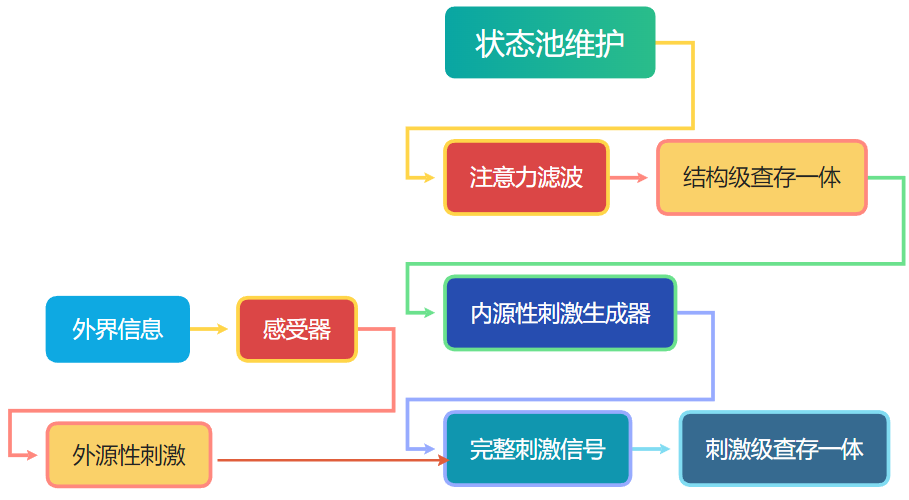 状态池维护
注意力滤波
结构级查存一体
内源性刺激生成器
外界信息
感受器
外源性刺激
完整刺激信号
刺激级查存一体